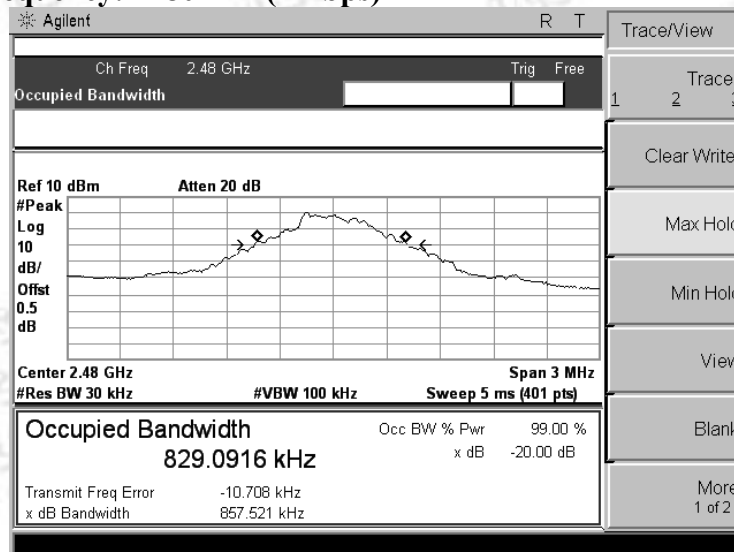 Agilent R T
Ch Freq 2.48 GHz Trig Free
Occupied Bandwidth
Ref 10 dBm Atten 20 dB
#Peak
Log
10
dB/
Offst
0.5
dB
Center 2.48 GHz Span 3 MHz
#Res BW 30 kHz #VBW 100 kHz Sweep 5 ms (401 pts)
Occupied Bandwidth Occ BW % Pwr 99.00 %
829.0916 kHz x dB -20.00 dB
Transmit Freq Error -10.708 kHz
x dB Bandwidth 857.521 kHz
Trace/View
Trace
1 2
Clear Write
Max Hold
Min Hold
View
Blank
More
1 of 2